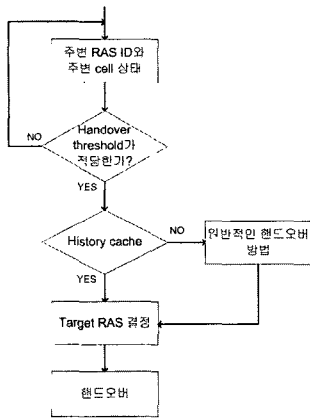 주변 RAS ID와
주변 cell 상태
NO
Handover
threshold가
적당한가?
YES
History cache
NO
일반적인 핸드오버
방법
YES
Target RAS 결정
핸드오버